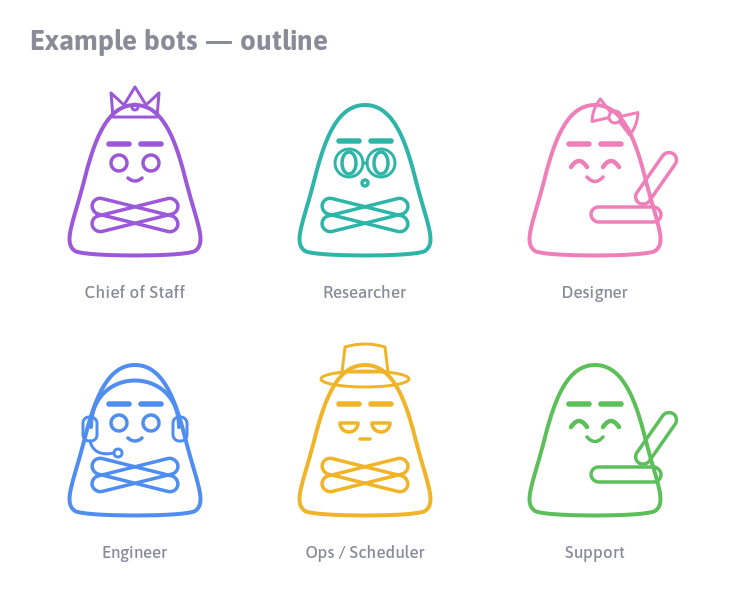 Example bots — outline
Chief of Staff
Researcher
Designer
Engineer
Ops / Scheduler
Support